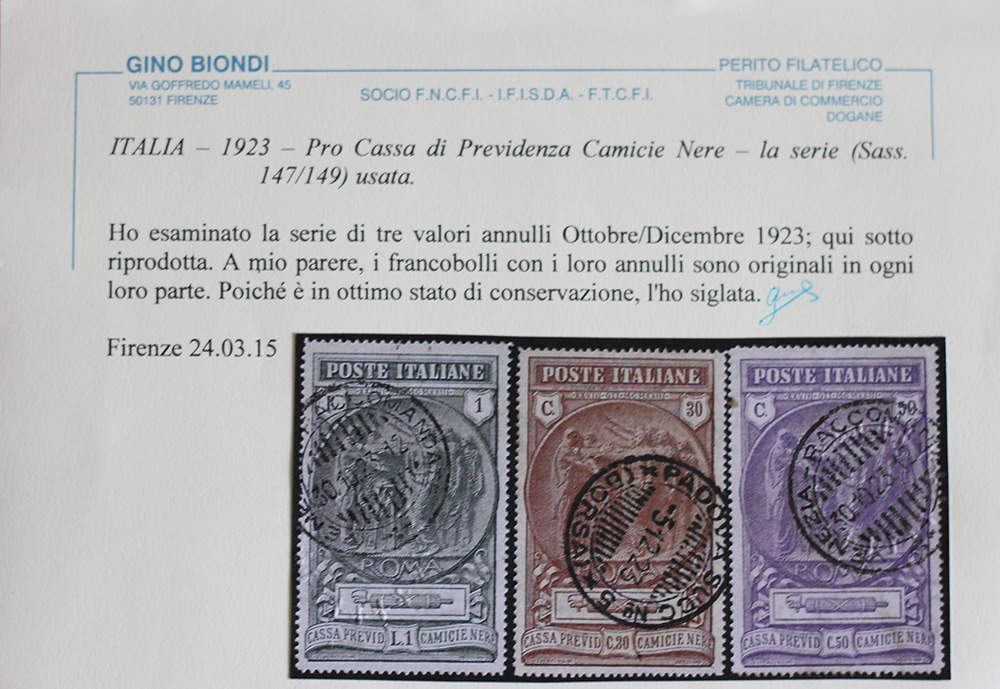 GINO BIONDI
VIA GOFFREDO MAMELI, 45
50131 FIRENZE
SOCIO F.N.C.F.I. - I.F.I.S.D.A. - F.T.C.F.I.
PERITO FILATELICO
TRIBUNALE DI FIRENZE
CAMERA DI COMMERCIO
DOGANE
ITALIA – 1923 – Pro Cassa di Previdenza Camicie Nere – la serie (Sass.
147/149) usata.
Ho esaminato la serie di tre valori annulli Ottobre/Dicembre 1923; qui sotto
riprodotta. A mio parere, i francobolli con i loro annulli sono originali in ogni
loro parte. Poiché è in ottimo stato di conservazione, l'ho siglata.
Firenze 24.03.15
POSTE ITALIANE
1
ROMA
CASSA PREVID L.1 CAMICIE NERE
POSTE ITALIANE
C. 30
PADOVA
Nº 6
CASSA PREVID C.30 CAMICIE NERE
POSTE ITALIANE
C. 50
ROMA
CASSA PREVID C.50 CAMICIE NERE